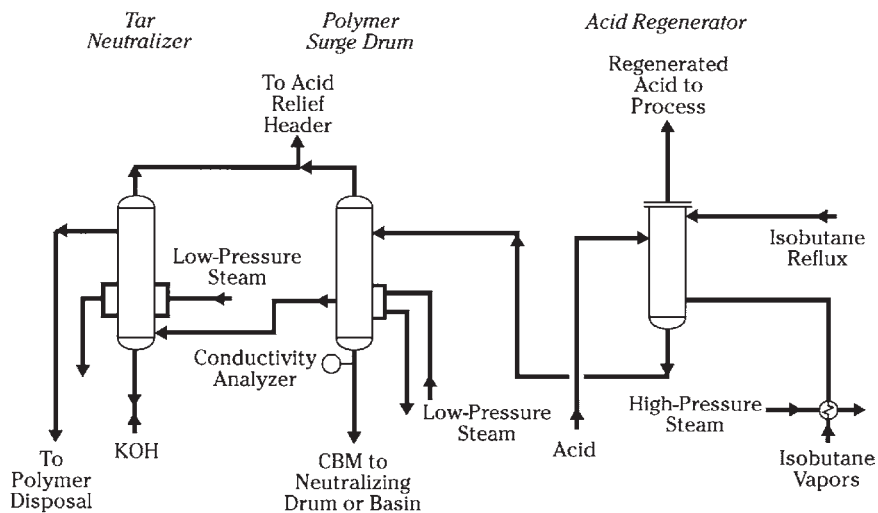 Tar
Neutralizer
Polymer
Surge Drum
Acid Regenerator
To Acid
Relief
Header
Regenerated
Acid to
Process
Low-Pressure
Steam
Isobutane
Reflux
Conductivity
Analyzer
Low-Pressure
Steam
High-Pressure
Steam
To
Polymer
Disposal
KOH
CBM to
Neutralizing
Drum or Basin
Acid
Isobutane
Vapors